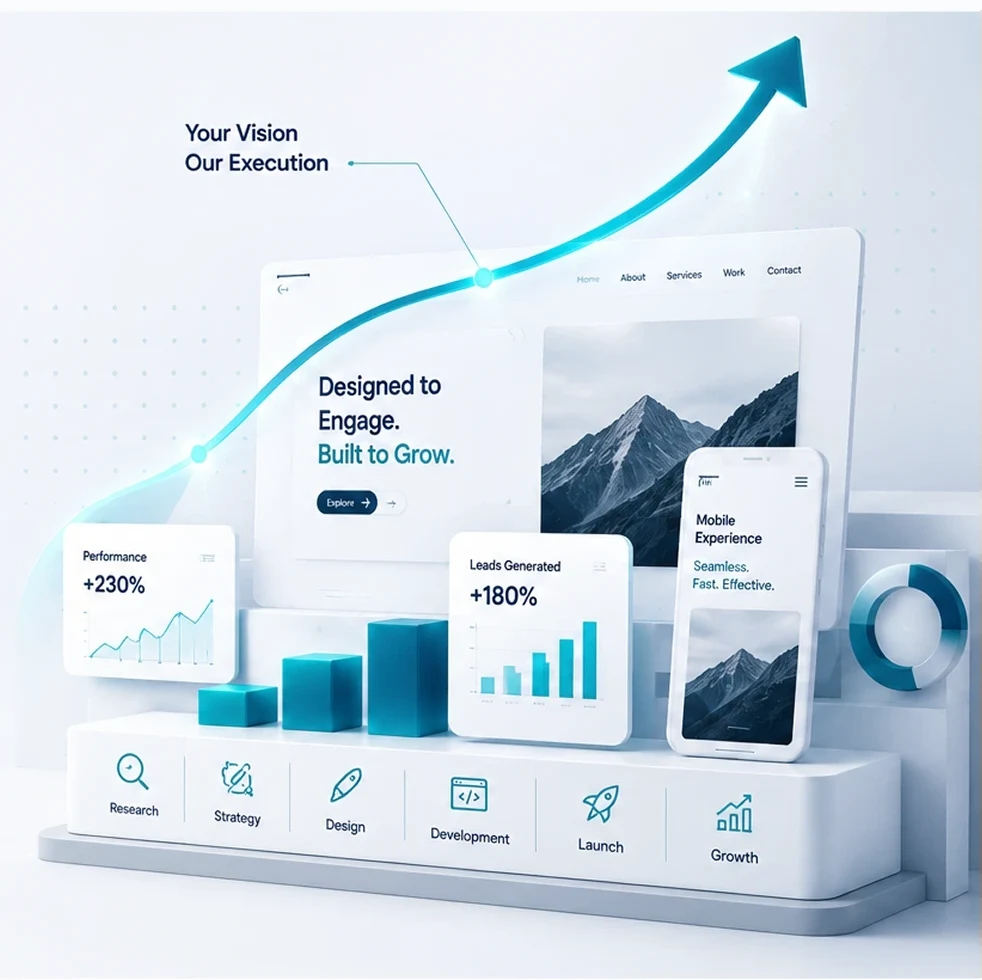 Your Vision
Our Execution
Home About Services Work Contact
Designed to
Engage.
Built to Grow.
Explore
Performance
+230%
Leads Generated
+180%
Mobile
Experience
Seamless.
Fast. Effective.
Research
Strategy
Design
Development
Launch
Growth